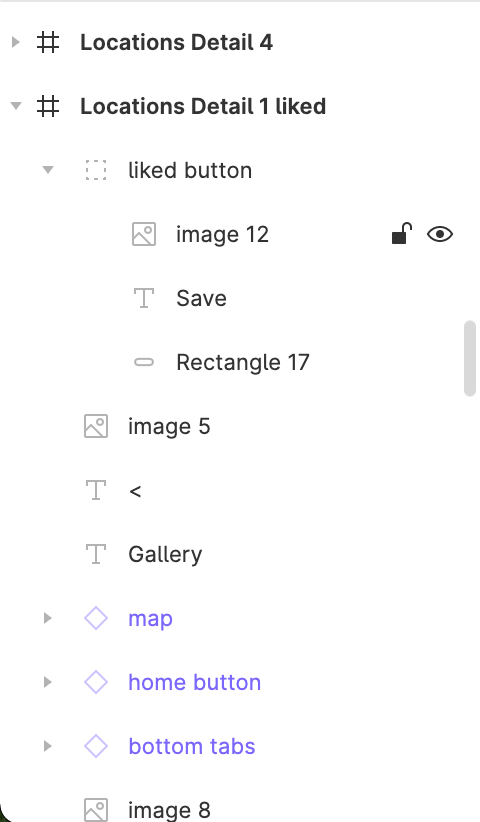 Locations Detail 4
Locations Detail 1 liked
liked button
image 12
Save
Rectangle 17
image 5
<
Gallery
map
home button
bottom tabs
image 8